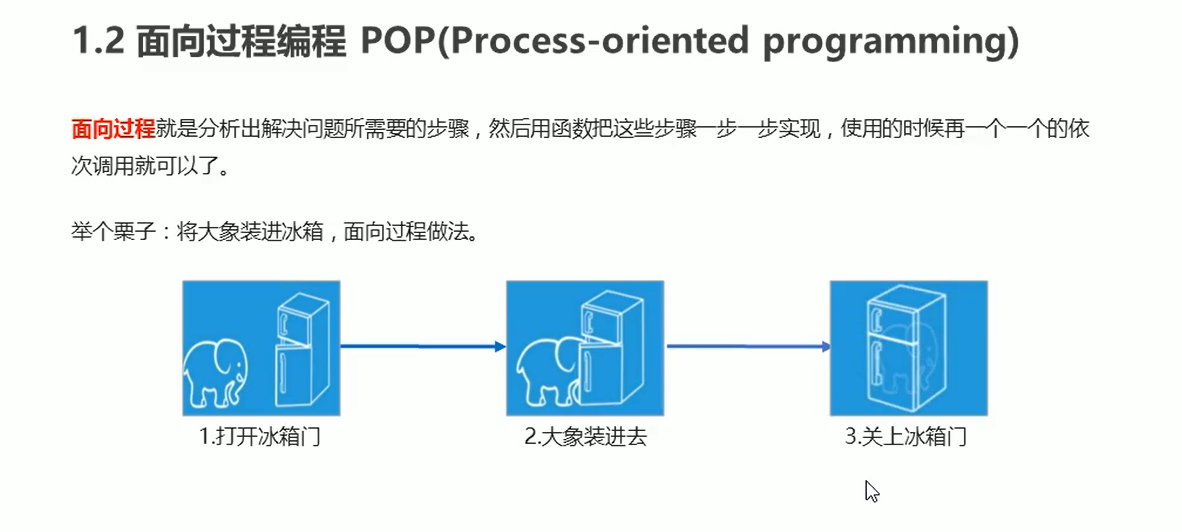 1.2 面向过程编程 POP(Process-oriented programming)
面向过程就是分析出解决问题所需要的步骤，然后用函数把这些步骤一步一步实现，使用的时候再一个一个的依
次调用就可以了。
举个栗子：将大象装进冰箱，面向过程做法。
1.打开冰箱门
2.大象装进去
3.关上冰箱门